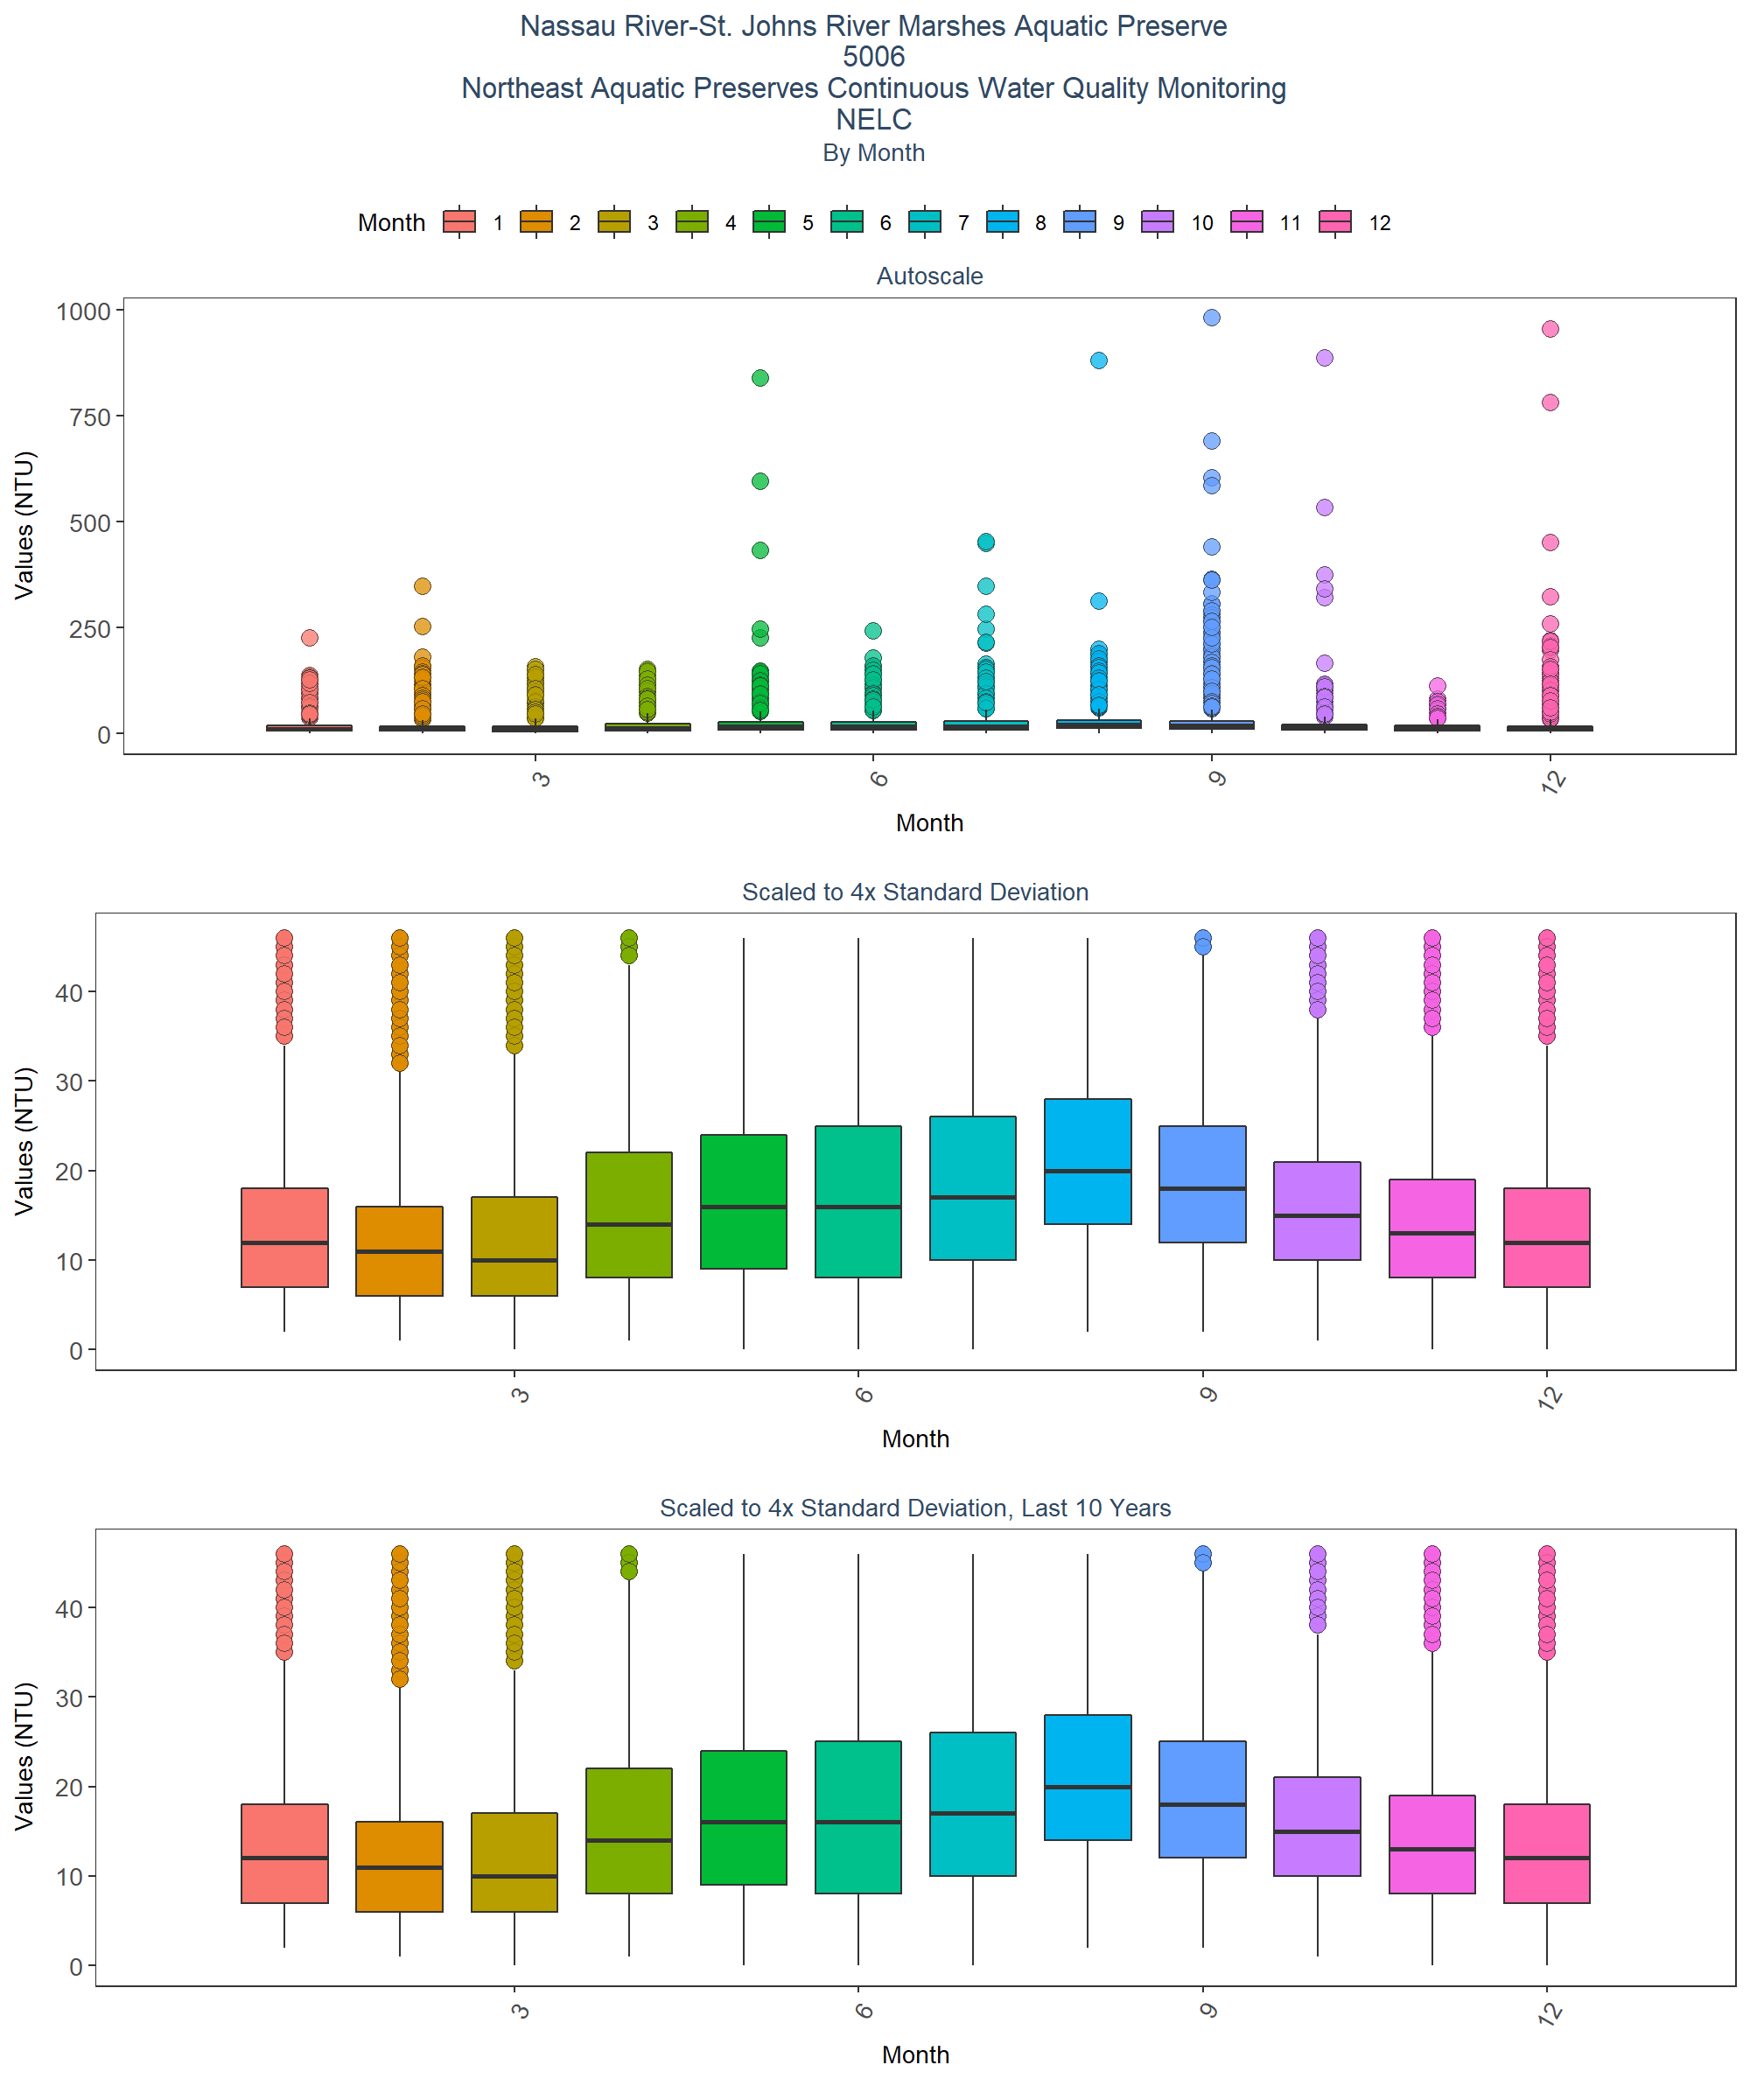 Nassau River-St. Johns River Marshes Aquatic Preserve
5006
Northeast Aquatic Preserves Continuous Water Quality Monitoring
NELC
By Month
Month 1 2 3 4 5 6 7 8 9 10 11 12
Autoscale
Values (NTU)
1000
750
500
250
0
3 6 9 12
Month
Scaled to 4x Standard Deviation
Values (NTU)
40
30
20
10
0
3 6 9 12
Month
Scaled to 4x Standard Deviation, Last 10 Years
Values (NTU)
40
30
20
10
0
3 6 9 12
Month